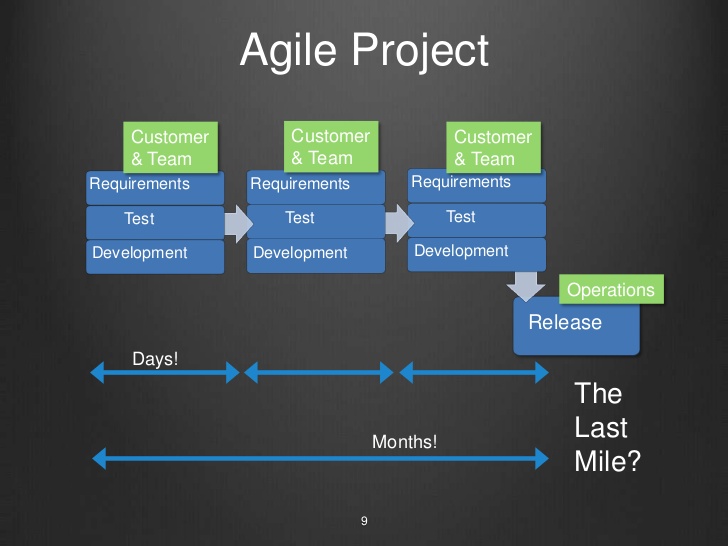 Agile Project
Customer
& Team
Requirements
Test
Development
Customer
& Team
Requirements
Test
Development
Customer
& Team
Requirements
Test
Development
Operations
Release
Days!
Months!
The
Last
Mile?
9